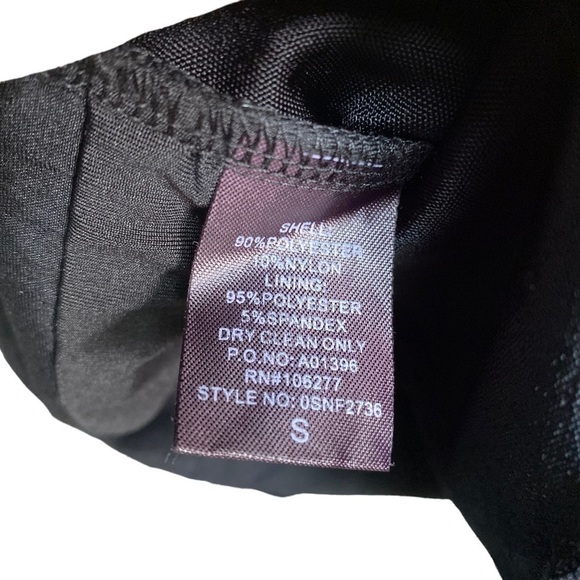 SHELL
90%POLYESTER
10%NYLON
LINING:
95%POLYESTER
5%SPANDEX
DRY CLEAN ONLY
P.O.NO: A01396
RN#106277
STYLE NO: 0SNF2736
S